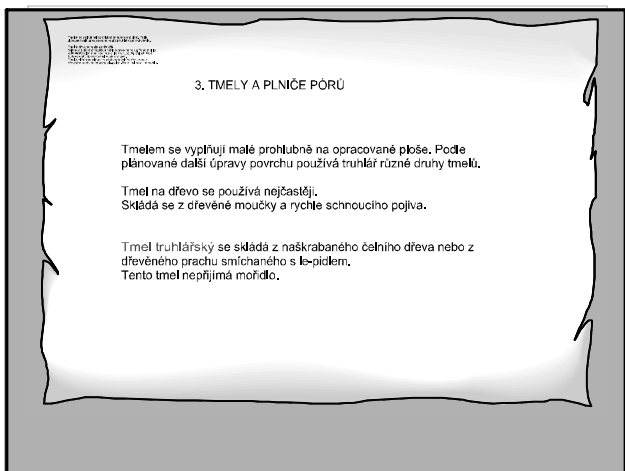 3. TMELY A PLNIČE PÓRŮ
Tmelem se vyplňují malé prohlubně na opracované ploše. Podle
plánované další úpravy povrchu používá truhlář různé druhy tmelů.
Tmel na dřevo se používá nejčastěji.
Skládá se z dřevěné moučky a rychle schnoucího pojiva.
Tmel truhlářský se skládá z naškrabaného čelního dřeva nebo z
dřevěného prachu smíchaného s le-pidlem.
Tento tmel nepřijímá mořidlo.